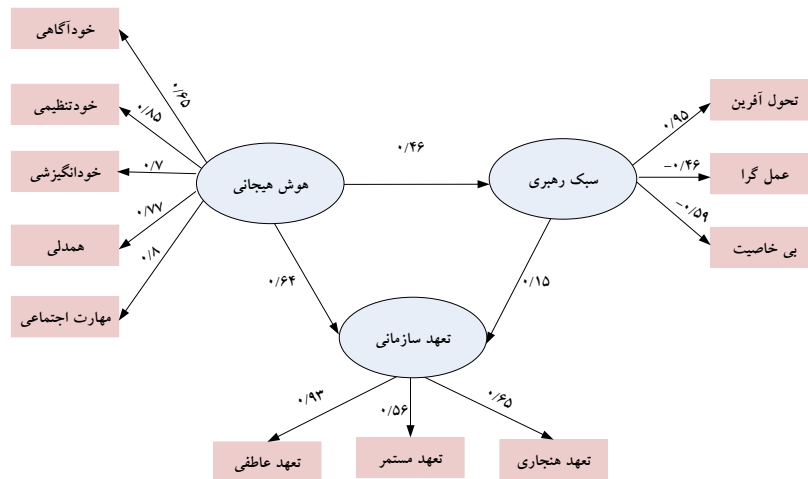 خودآگاهی
خودتنظیمی
خودانگیزشی
همدلی
مهارت اجتماعی
۰/۶۵
۰/۸۵
۰/۷
۰/۷۷
۰/۸
هوش هیجانی
۰/۴۶
سبک رهبری
۰/۹۵
-۰/۴۶
-۰/۵۹
تحول آفرین
عمل گرا
بی خاصیت
۰/۶۴
۰/۱۵
تعهد سازمانی
۰/۹۳
۰/۵۶
۰/۶۵
تعهد عاطفی
تعهد مستمر
تعهد هنجاری